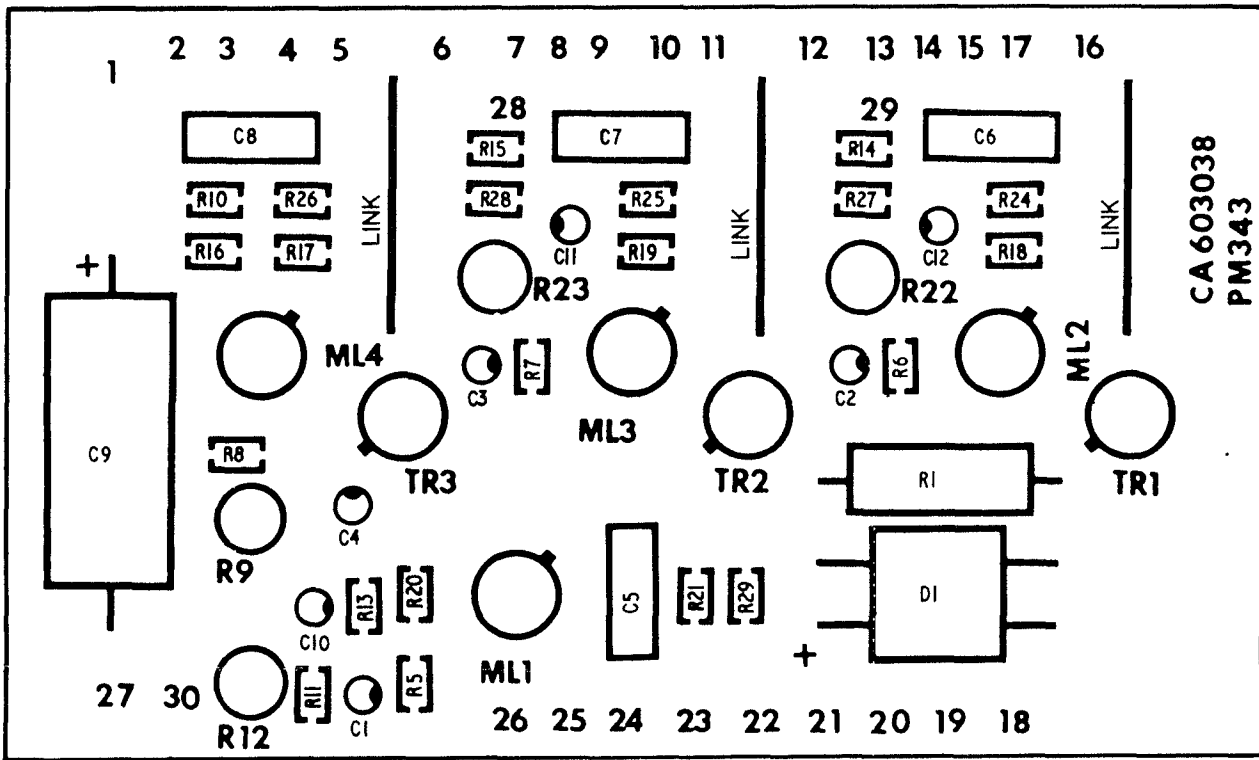 1 2 3 4 5 6 7 8 9 10 11 12 13 14 15 17 16
28 29
C8 C7 C6
R15 R14
R10 R26 R28 R25 R27 R24
LINK LINK LINK
C11 C12
R16 R17 R19 R18
+
R23 R22
CA 603038
PM343
ML4 ML2
C3 R7 C2 R6
ML3
C9 R8
TR3 TR2 R1 TR1
C4
R9
C10 R13 R20 C5 R21 R29 D1
+
ML1
27 30 R11 C1 R5
R12
26 25 24 23 22 21 20 19 18